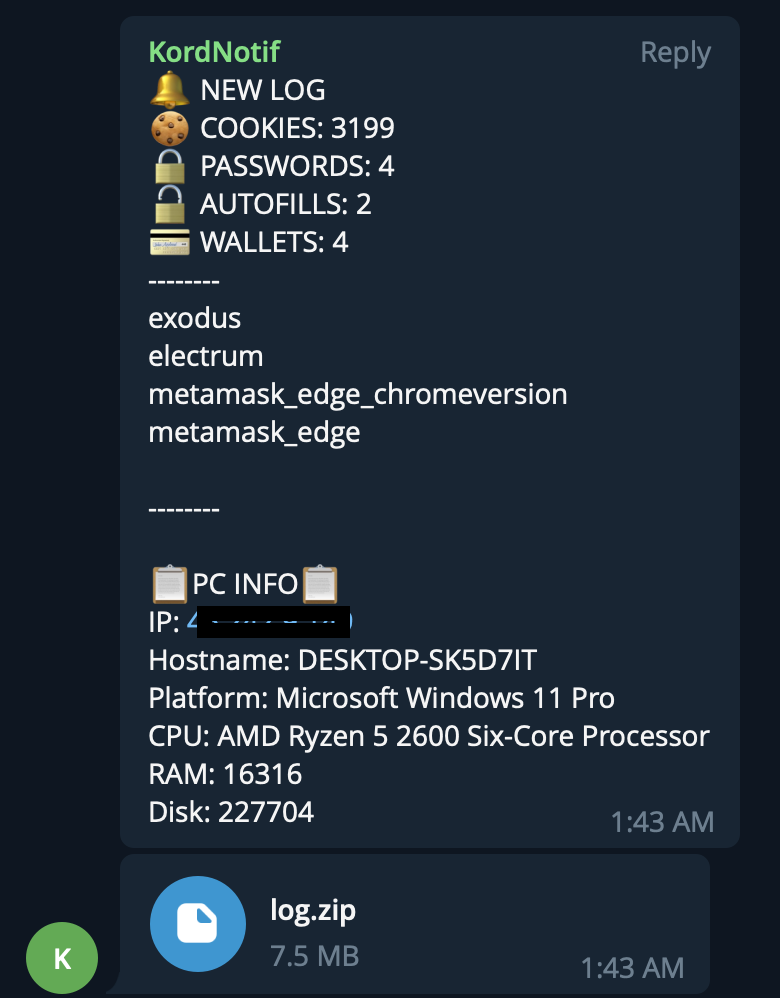 KordNotif Reply
NEW LOG
COOKIES: 3199
PASSWORDS: 4
AUTOFILLS: 2
WALLETS: 4
--------
exodus
electrum
metamask_edge_chromeversion
metamask_edge
--------
PC INFO
IP:
Hostname: DESKTOP-SK5D7IT
Platform: Microsoft Windows 11 Pro
CPU: AMD Ryzen 5 2600 Six-Core Processor
RAM: 16316
Disk: 227704
1:43 AM
log.zip
7.5 MB
1:43 AM
K